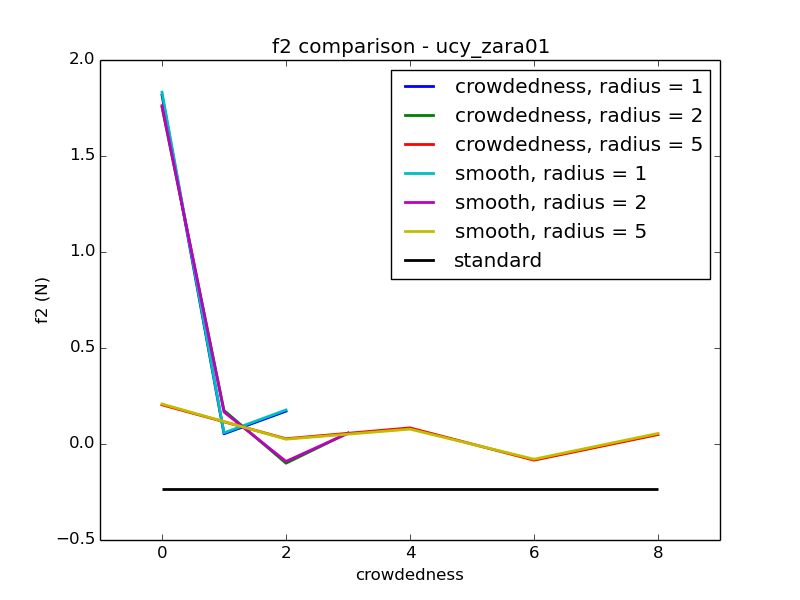 f2 comparison - ucy_zara01
crowdedness, radius = 1
crowdedness, radius = 2
crowdedness, radius = 5
smooth, radius = 1
smooth, radius = 2
smooth, radius = 5
standard
f2 (N)
2.0
1.5
1.0
0.5
0.0
−0.5
0 2 4 6 8
crowdedness